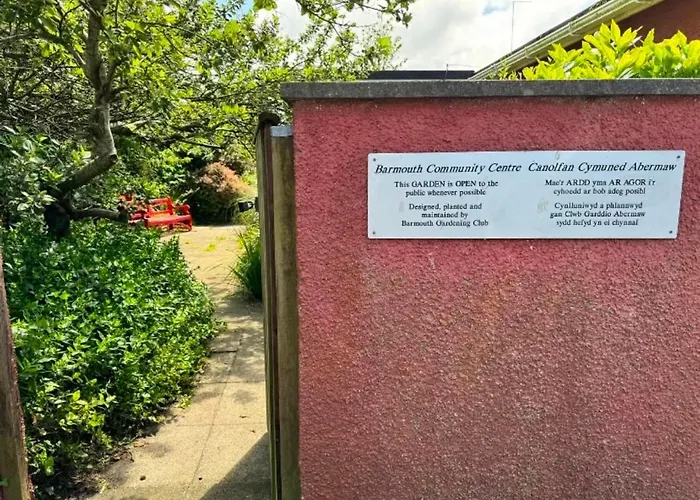 Barmouth Community Centre
This GARDEN is OPEN to the
public whenever possible
Designed, planted and
maintained by
Barmouth Gardening Club
Canolfan Cymuned Abermaw
Mae'r ARDD yma AR AGOR i'r
cyhoedd ar bob adeg posibl
Cynlluniwyd a phlannwyd
gan Clwb Garddio Abermaw
sydd hefyd yn ei chynnal